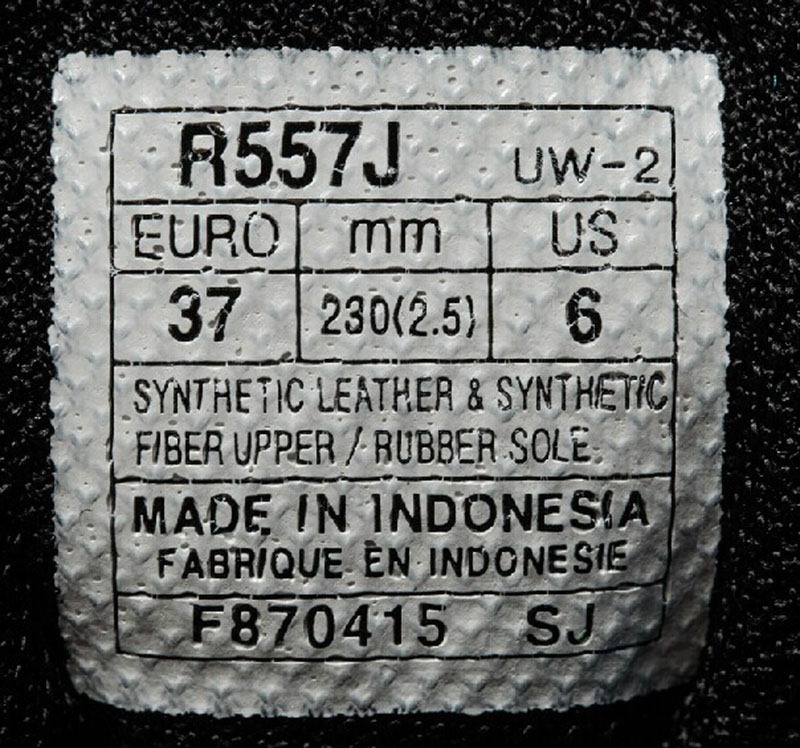 R557J UW-2
EURO mm US
37 230(2.5) 6
SYNTHETIC LEATHER & SYNTHETIC
FIBER UPPER / RUBBER SOLE.
MADE IN INDONESIA
FABRIQUE EN INDONESIE
F870415 SJ